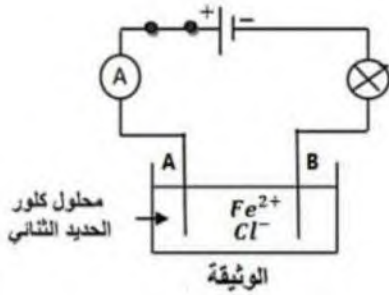 + −
A
A B
Fe²⁺
Cl⁻
محلول كلور
الحديد الثنائي
الوثيقة